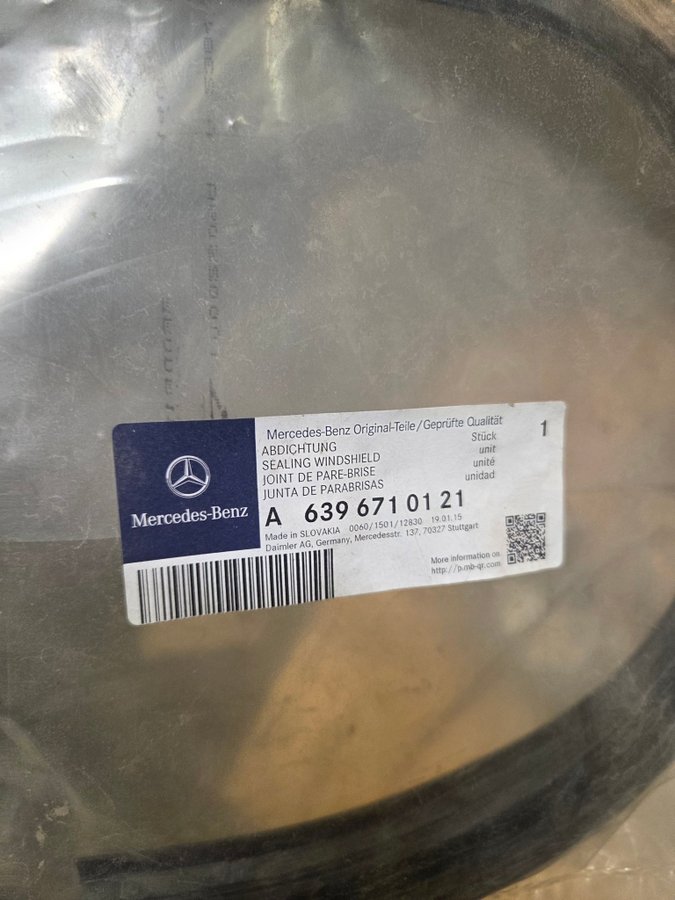 Mercedes-Benz Original-Teile/Geprüfte Qualität
ABDICHTUNG Stück 1
SEALING WINDSHIELD unit
JOINT DE PARE-BRISE unité
JUNTA DE PARABRISAS unidad
Mercedes-Benz
A 639 671 01 21
Made in SLOVAKIA 0060/1501/12830 19.01.15
Daimler AG, Germany, Mercedesstr. 137, 70327 Stuttgart
More information on
http://p.mb-qr.com